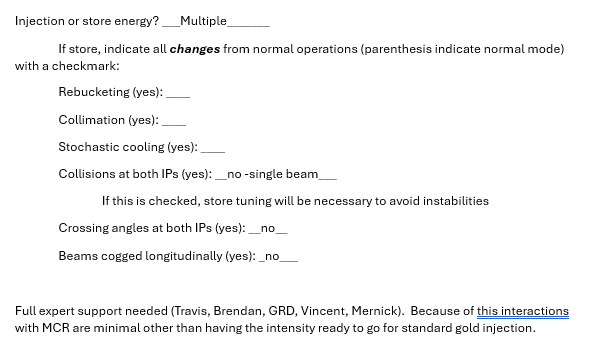 Injection or store energy? ___Multiple_______
If store, indicate all changes from normal operations (parenthesis indicate normal mode)
with a checkmark:
Rebucketing (yes): ____
Collimation (yes): ____
Stochastic cooling (yes): ____
Collisions at both IPs (yes): __no -single beam___
If this is checked, store tuning will be necessary to avoid instabilities
Crossing angles at both IPs (yes): __no__
Beams cogged longitudinally (yes): _no___
Full expert support needed (Travis, Brendan, GRD, Vincent, Mernick).  Because of this interactions
with MCR are minimal other than having the intensity ready to go for standard gold injection.